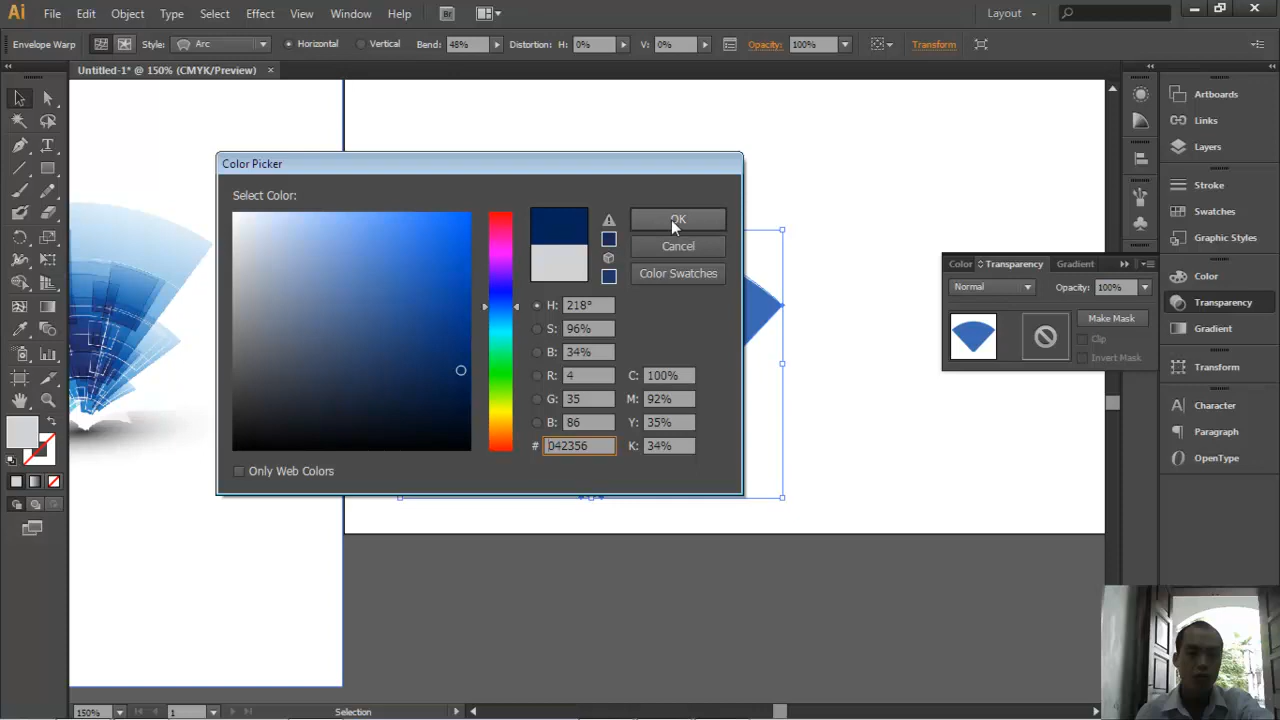 Ai File Edit Object Type Select Effect View Window Help Br Layout
Envelope Warp Style: Arc Horizontal Vertical Bend: 48% Distortion: H: 0% V: 0% Opacity: 100% Transform
Untitled-1* @ 150% (CMYK/Preview) ×
Color Picker
Select Color:
OK
Cancel
Color Swatches
H: 218°
S: 96%
B: 34%
R: 4 C: 100%
G: 35 M: 92%
B: 86 Y: 35%
# 042356 K: 34%
Only Web Colors
Color Transparency Gradient
Normal Opacity: 100%
Make Mask
Clip
Invert Mask
Artboards
Links
Layers
Stroke
Swatches
Graphic Styles
Color
Transparency
Gradient
Transform
Character
Paragraph
OpenType
150% 1 Selection